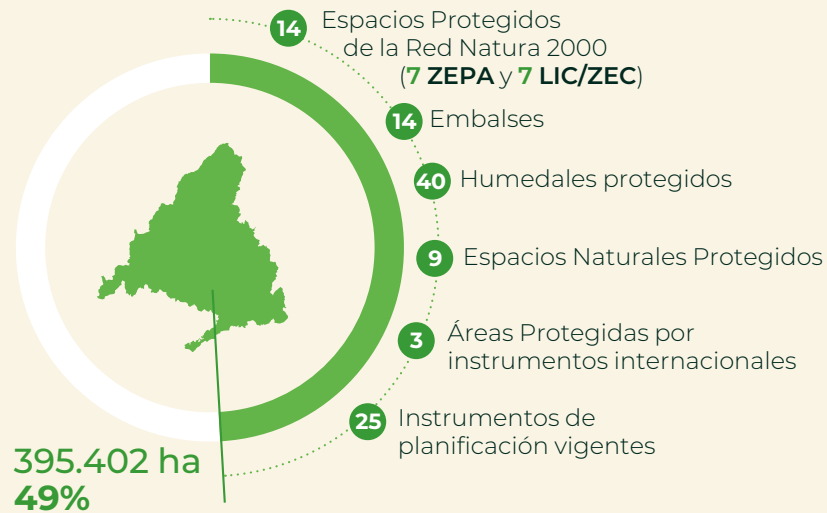 14 Espacios Protegidos
de la Red Natura 2000
(7 ZEPA y 7 LIC/ZEC)
14 Embalses
40 Humedales protegidos
9 Espacios Naturales Protegidos
3 Áreas Protegidas por
instrumentos internacionales
25 Instrumentos de
planificación vigentes
395.402 ha
49%